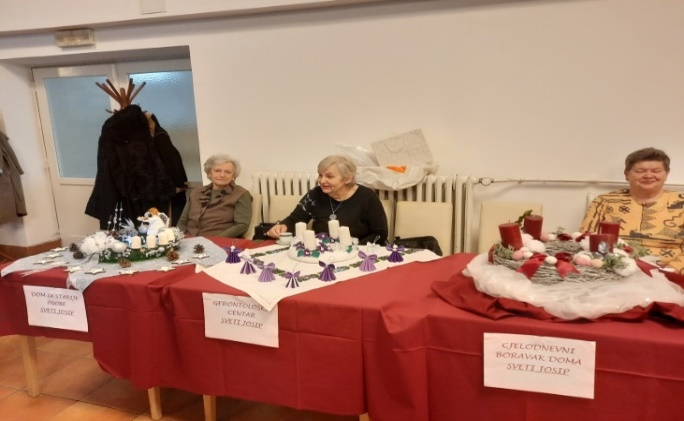 DOM ZA STARIJE
OSOBE
SVETI JOSIP
GERONTOLOŠKI
CENTAR
SVETI JOSIP
CJELODNEVNI
BORAVAK DOMA
SVETI JOSIP